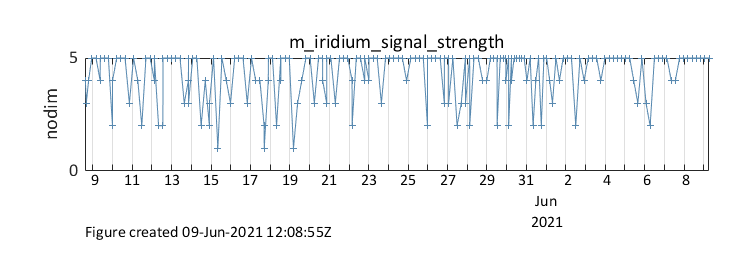 m_iridium_signal_strength
5
nodim
0
9 11 13 15 17 19 21 23 25 27 29 31 2 4 6 8
Jun
2021
Figure created 09-Jun-2021 12:08:55Z